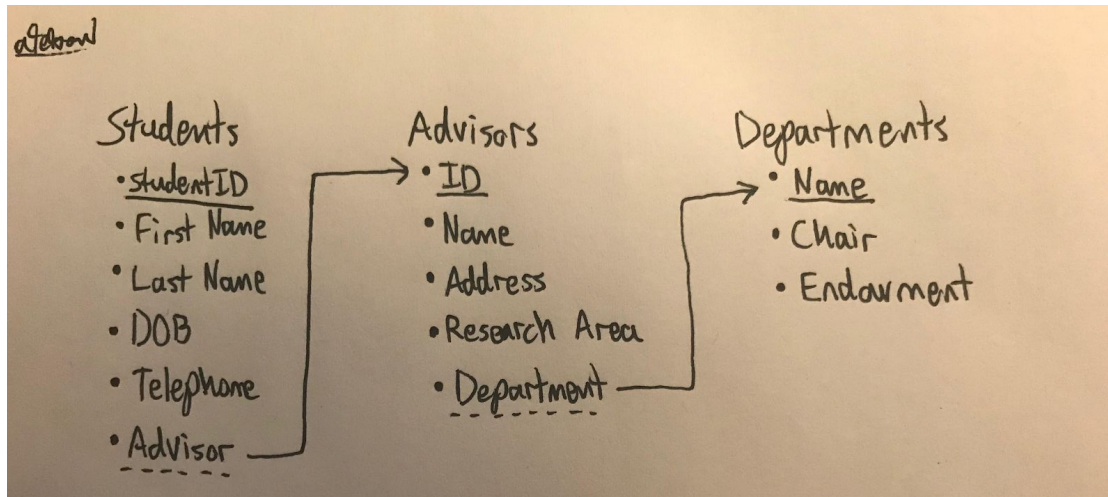 Students
• studentID
• First Name
• Last Name
• DOB
• Telephone
• Advisor
Advisors
• ID
• Name
• Address
• Research Area
• Department
Departments
• Name
• Chair
• Endowment